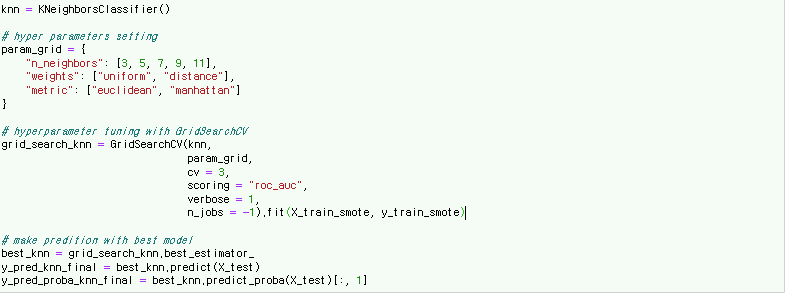 knn = KNeighborsClassifier()
# hyper parameters setting
param_grid = {
    "n_neighbors": [3, 5, 7, 9, 11],
    "weights": ["uniform", "distance"],
    "metric": ["euclidean", "manhattan"]
}
# hyperparameter tuning with GridSearchCV
grid_search_knn = GridSearchCV(knn,
                               param_grid,
                               cv = 3,
                               scoring = "roc_auc",
                               verbose = 1,
                               n_jobs = -1).fit(X_train_smote, y_train_smote)
# make predition with best model
best_knn = grid_search_knn.best_estimator_
y_pred_knn_final = best_knn.predict(X_test)
y_pred_proba_knn_final = best_knn.predict_proba(X_test)[:, 1]